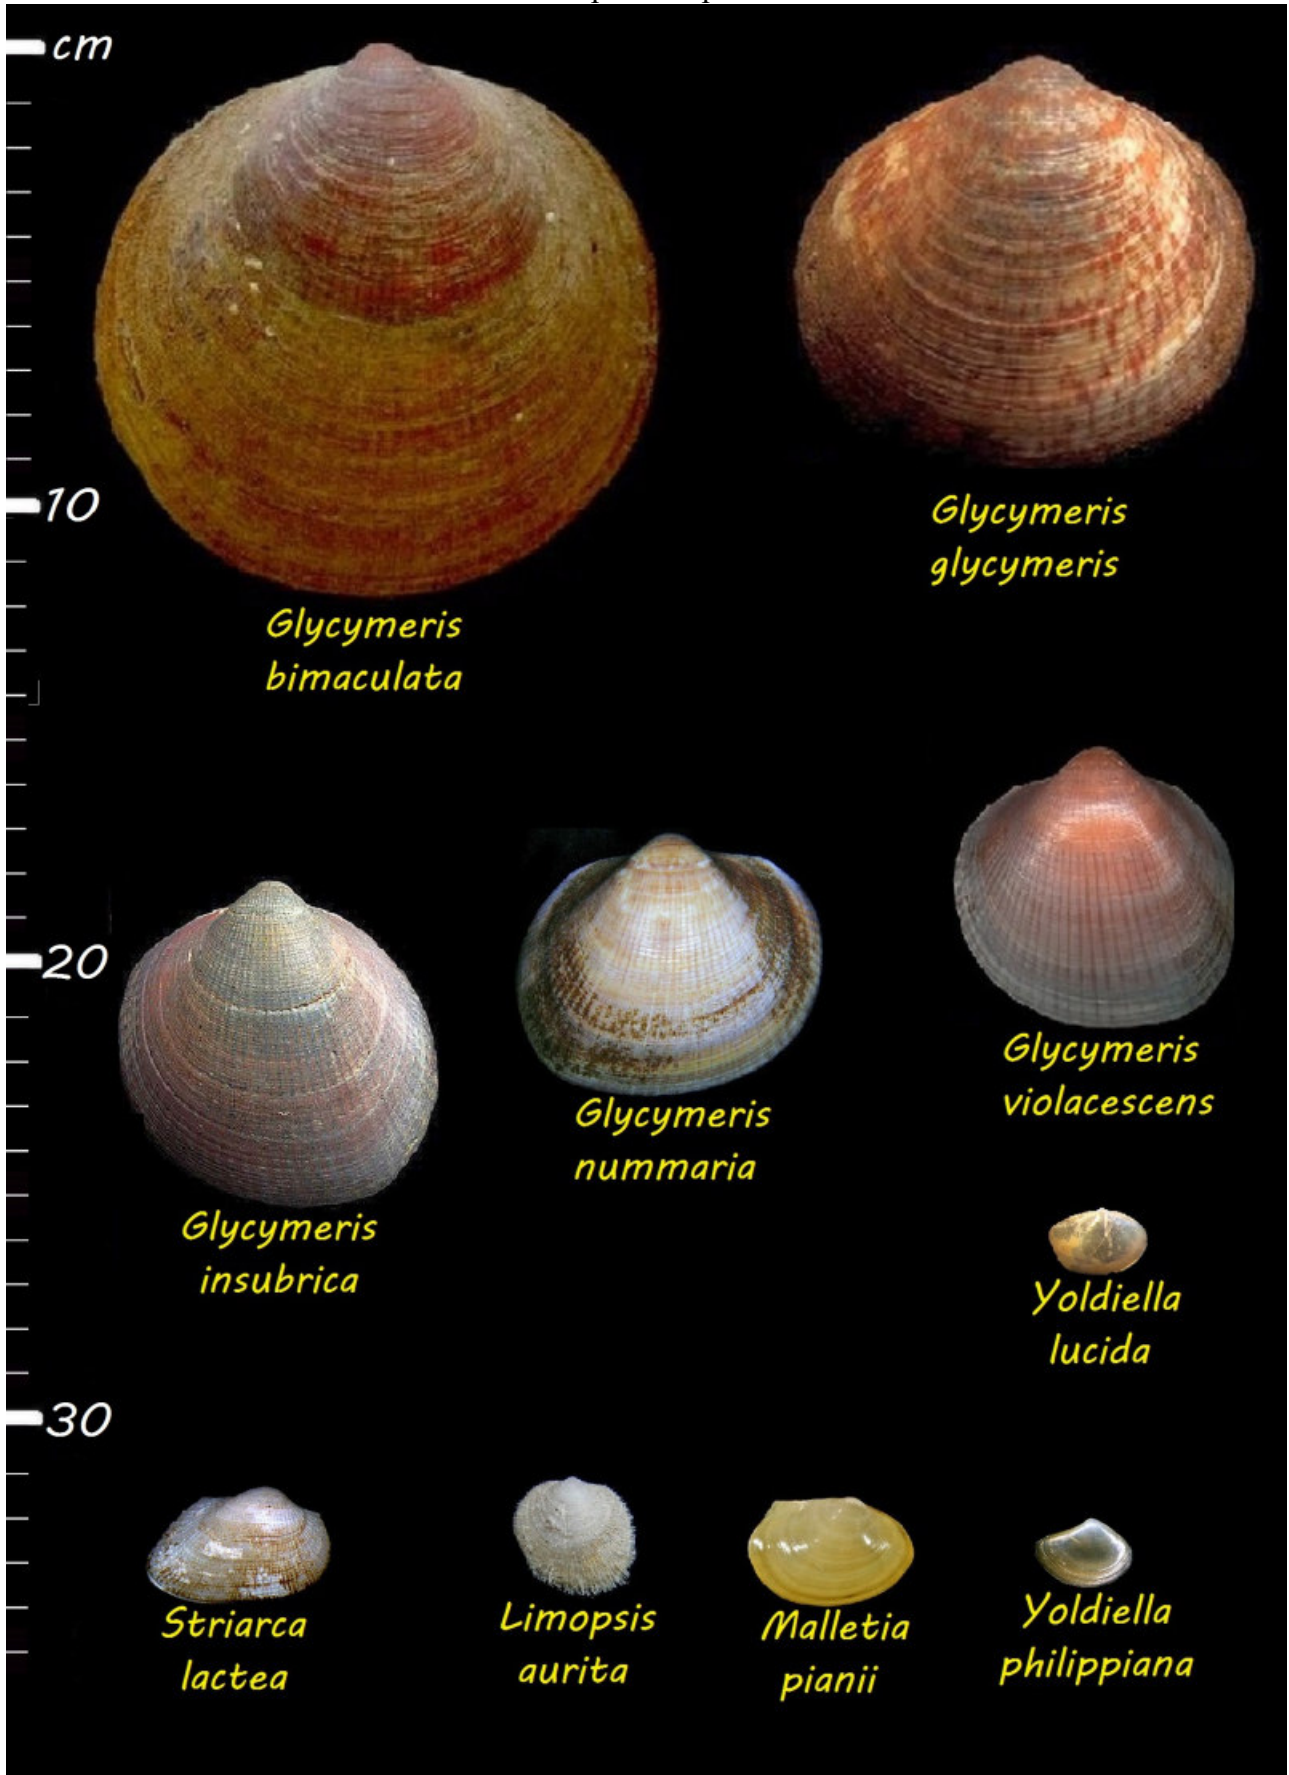 cm
10
Glycymeris
glycymeris
Glycymeris
bimaculata
20
Glycymeris
violacescens
Glycymeris
nummaria
Glycymeris
insubrica
Yoldiella
lucida
30
Striarca
lactea
Limopsis
aurita
Malletia
pianii
Yoldiella
philippiana